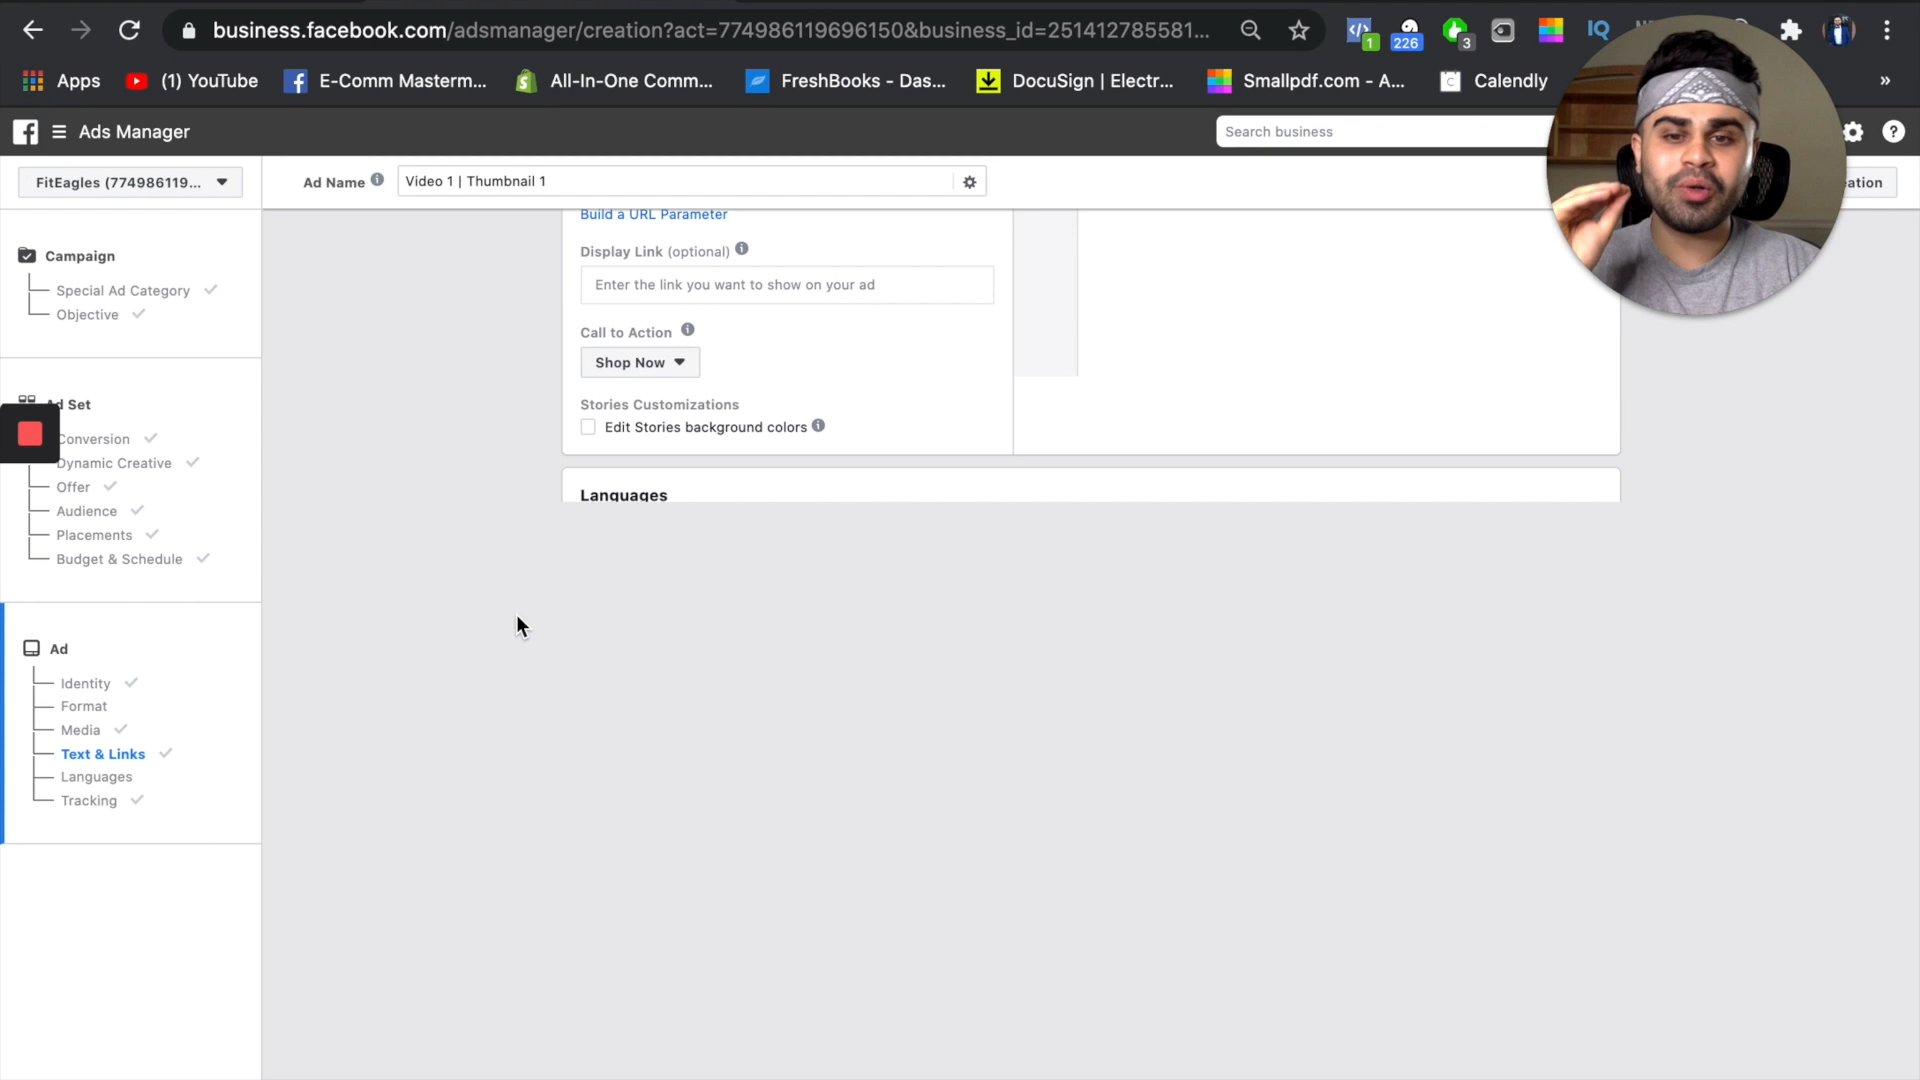 business.facebook.com/adsmanager/creation?act=774986119696150&business_id=251412785581...
1
226
3
IQ
Apps
(1) YouTube
E-Comm Masterm...
All-In-One Comm...
FreshBooks - Das...
DocuSign | Electr...
Smallpdf.com - A...
Calendly
»
Ads Manager
Search business
FitEagles (774986119...
Ad Name
Video 1 | Thumbnail 1
ation
Build a URL Parameter
Campaign
Special Ad Category
Objective
Display Link (optional)
Enter the link you want to show on your ad
Call to Action
Shop Now
Stories Customizations
Edit Stories background colors
Ad Set
Conversion
Dynamic Creative
Offer
Audience
Placements
Budget & Schedule
Languages
Ad
Identity
Format
Media
Text & Links
Languages
Tracking